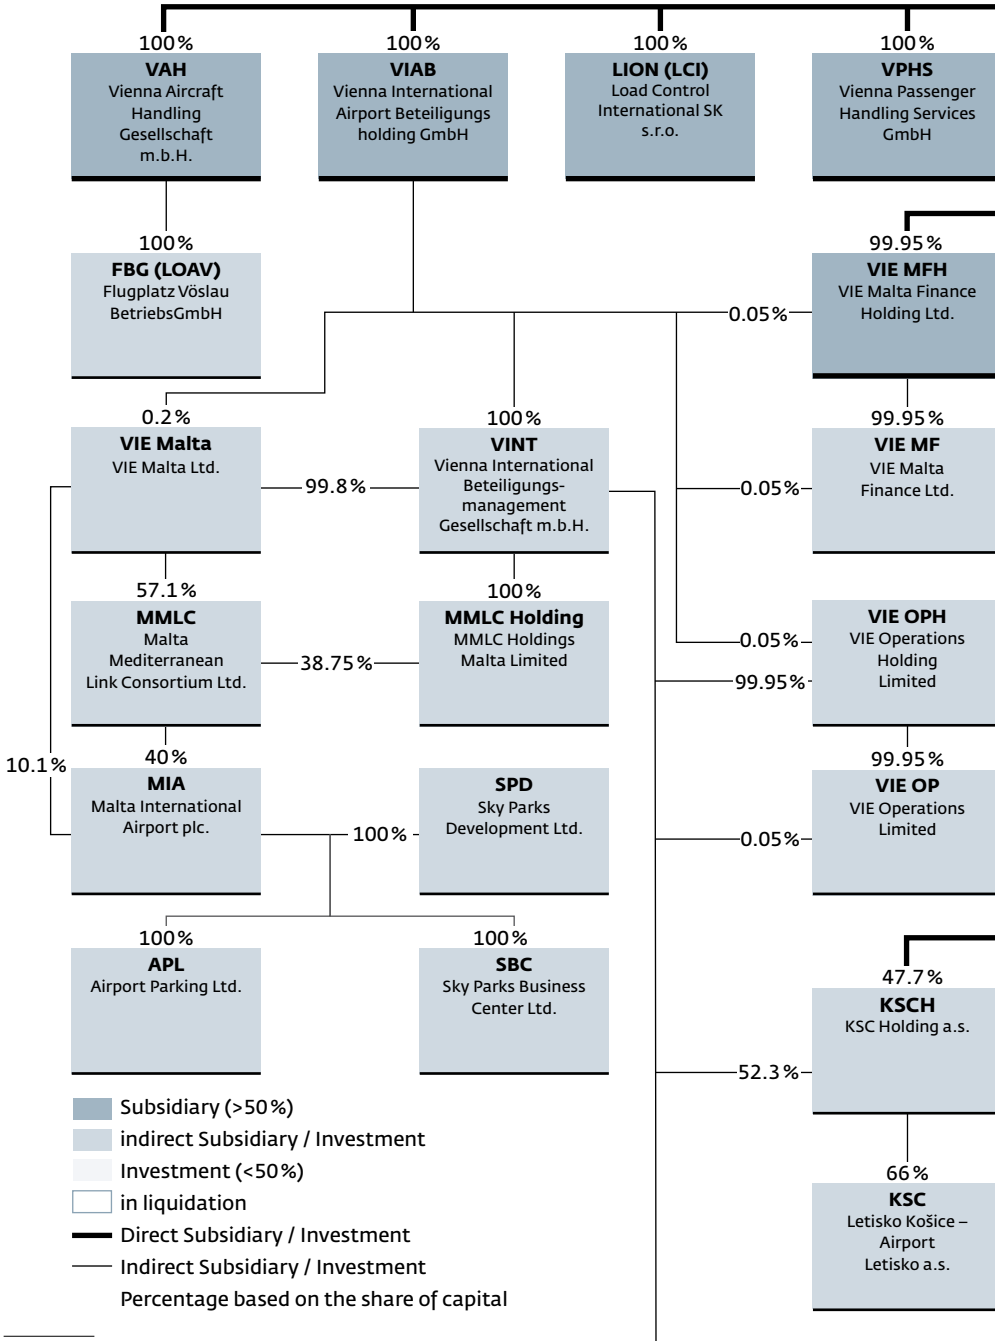 100%
VAH
Vienna Aircraft
Handling
Gesellschaft
m.b.H.
100%
VIAB
Vienna International
Airport Beteiligungs
holding GmbH
100%
LION (LCI)
Load Control
International SK
s.r.o.
100%
VPHS
Vienna Passenger
Handling Services
GmbH
100%
FBG (LOAV)
Flugplatz Vöslau
BetriebsGmbH
0.05%
99.95%
VIE MFH
VIE Malta Finance
Holding Ltd.
0.2%
VIE Malta
VIE Malta Ltd.
99.8%
100%
VINT
Vienna International
Beteiligungs-
management
Gesellschaft m.b.H.
0.05%
99.95%
VIE MF
VIE Malta
Finance Ltd.
57.1%
MMLC
Malta
Mediterranean
Link Consortium Ltd.
38.75%
100%
MMLC Holding
MMLC Holdings
Malta Limited
0.05%
99.95%
VIE OPH
VIE Operations
Holding
Limited
10.1%
40%
MIA
Malta International
Airport plc.
100%
SPD
Sky Parks
Development Ltd.
0.05%
99.95%
VIE OP
VIE Operations
Limited
100%
APL
Airport Parking Ltd.
100%
SBC
Sky Parks Business
Center Ltd.
52.3%
47.7%
KSCH
KSC Holding a.s.
66%
KSC
Letisko Košice –
Airport
Letisko a.s.
Subsidiary (>50%)
indirect Subsidiary / Investment
Investment (<50%)
in liquidation
Direct Subsidiary / Investment
Indirect Subsidiary / Investment
Percentage based on the share of capital